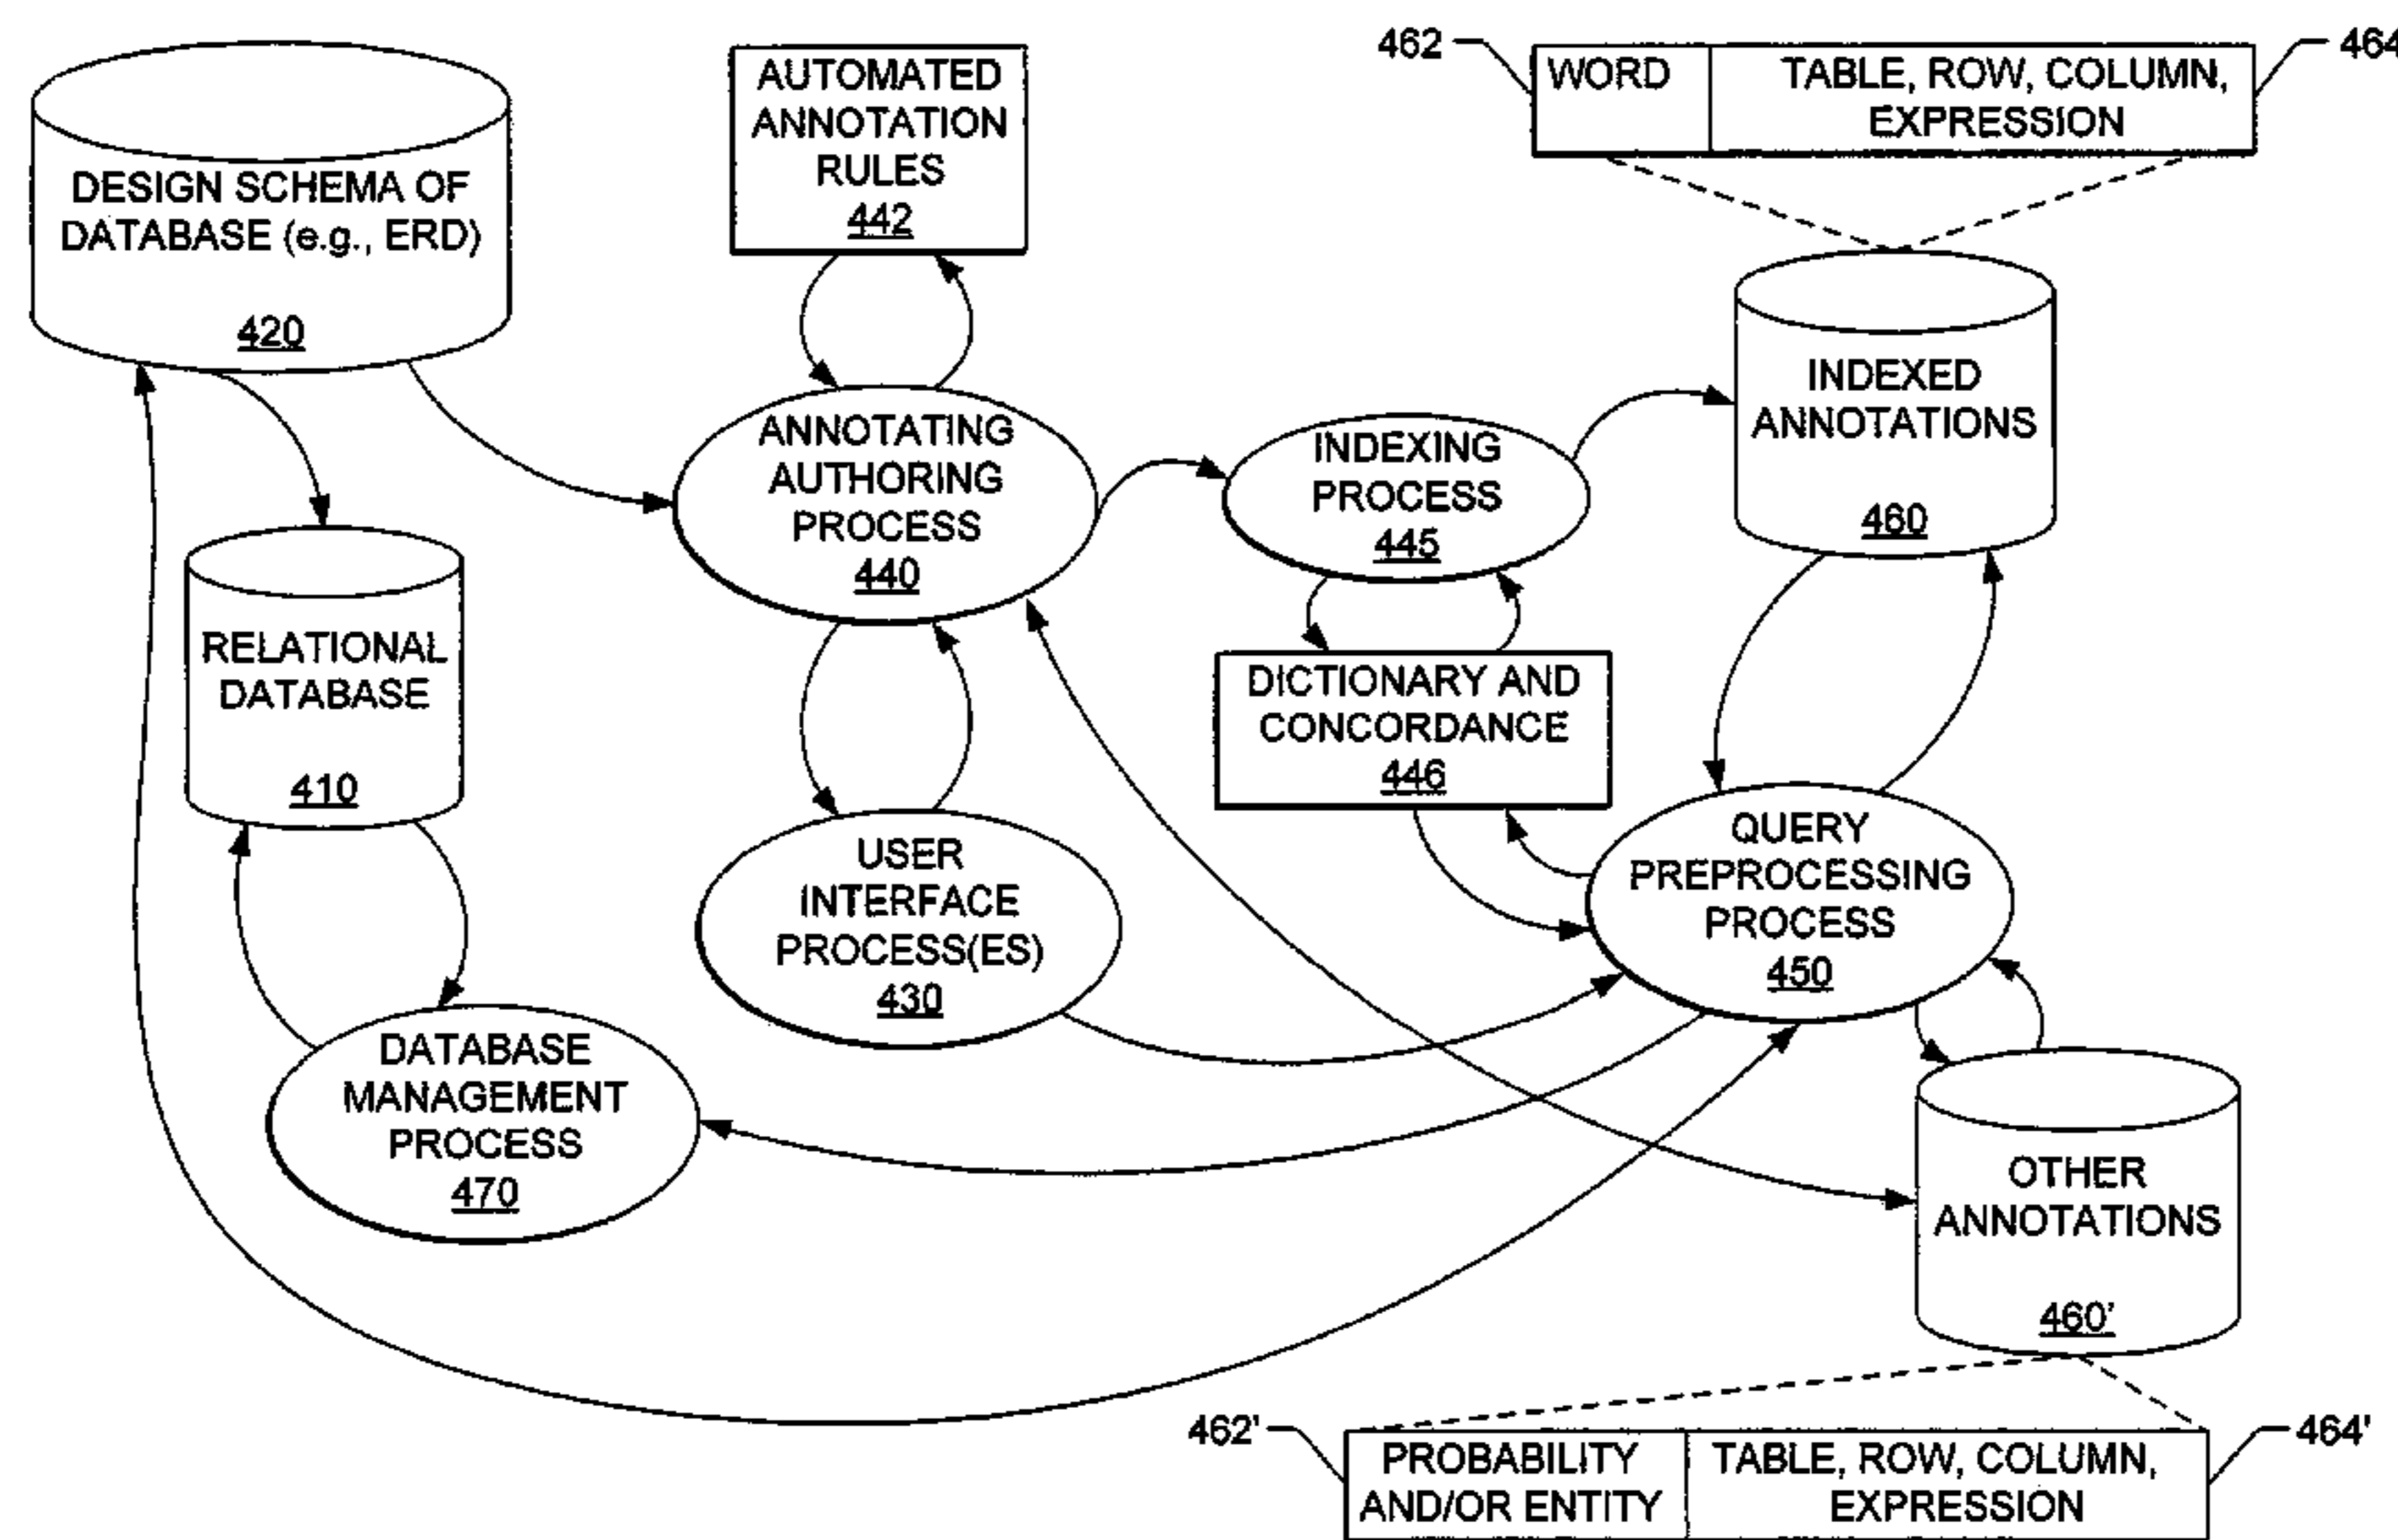 DESIGN SCHEMA OF
DATABASE (e.g., ERD)
420
AUTOMATED
ANNOTATION
RULES
442
462
WORD
TABLE, ROW, COLUMN,
EXPRESSION
464
ANNOTATING
AUTHORING
PROCESS
440
INDEXING
PROCESS
445
INDEXED
ANNOTATIONS
460
RELATIONAL
DATABASE
410
DICTIONARY AND
CONCORDANCE
446
USER
INTERFACE
PROCESS(ES)
430
QUERY
PREPROCESSING
PROCESS
450
DATABASE
MANAGEMENT
PROCESS
470
OTHER
ANNOTATIONS
460'
462'
PROBABILITY
AND/OR ENTITY
TABLE, ROW, COLUMN,
EXPRESSION
464'